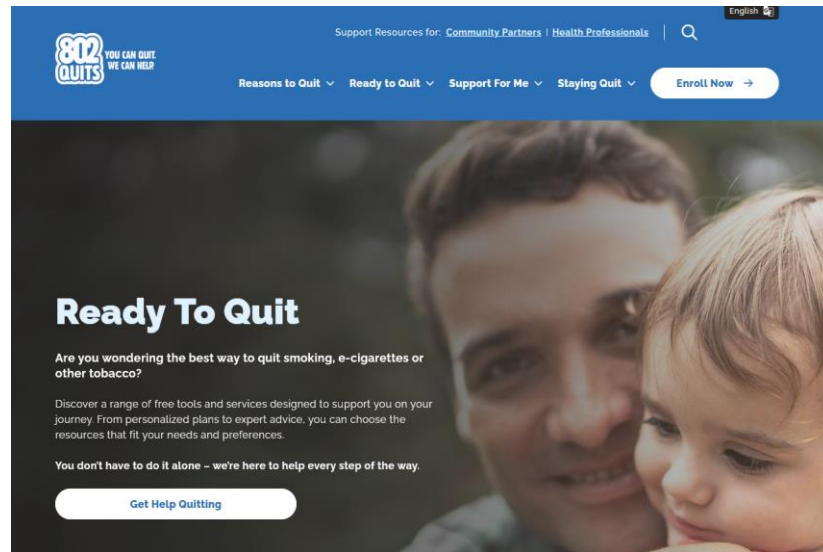 English
Support Resources for: Community Partners | Health Professionals
802
QUITS
YOU CAN QUIT.
WE CAN HELP.
Reasons to Quit Ready to Quit Support For Me Staying Quit Enroll Now →
Ready To Quit
Are you wondering the best way to quit smoking, e-cigarettes or
other tobacco?
Discover a range of free tools and services designed to support you on your
journey. From personalized plans to expert advice, you can choose the
resources that fit your needs and preferences.
You don't have to do it alone – we're here to help every step of the way.
Get Help Quitting